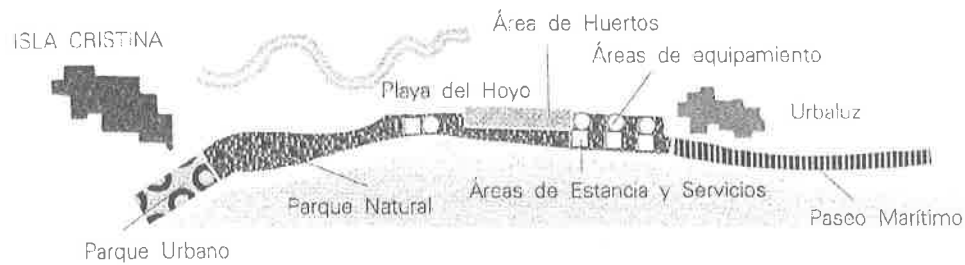 Área de Huertos
ISLA CRISTINA
Áreas de equipamiento
Playa del Hoyo
Urbaluz
Áreas de Estancia y Servicios
Parque Natural
Paseo Marítimo
Parque Urbano